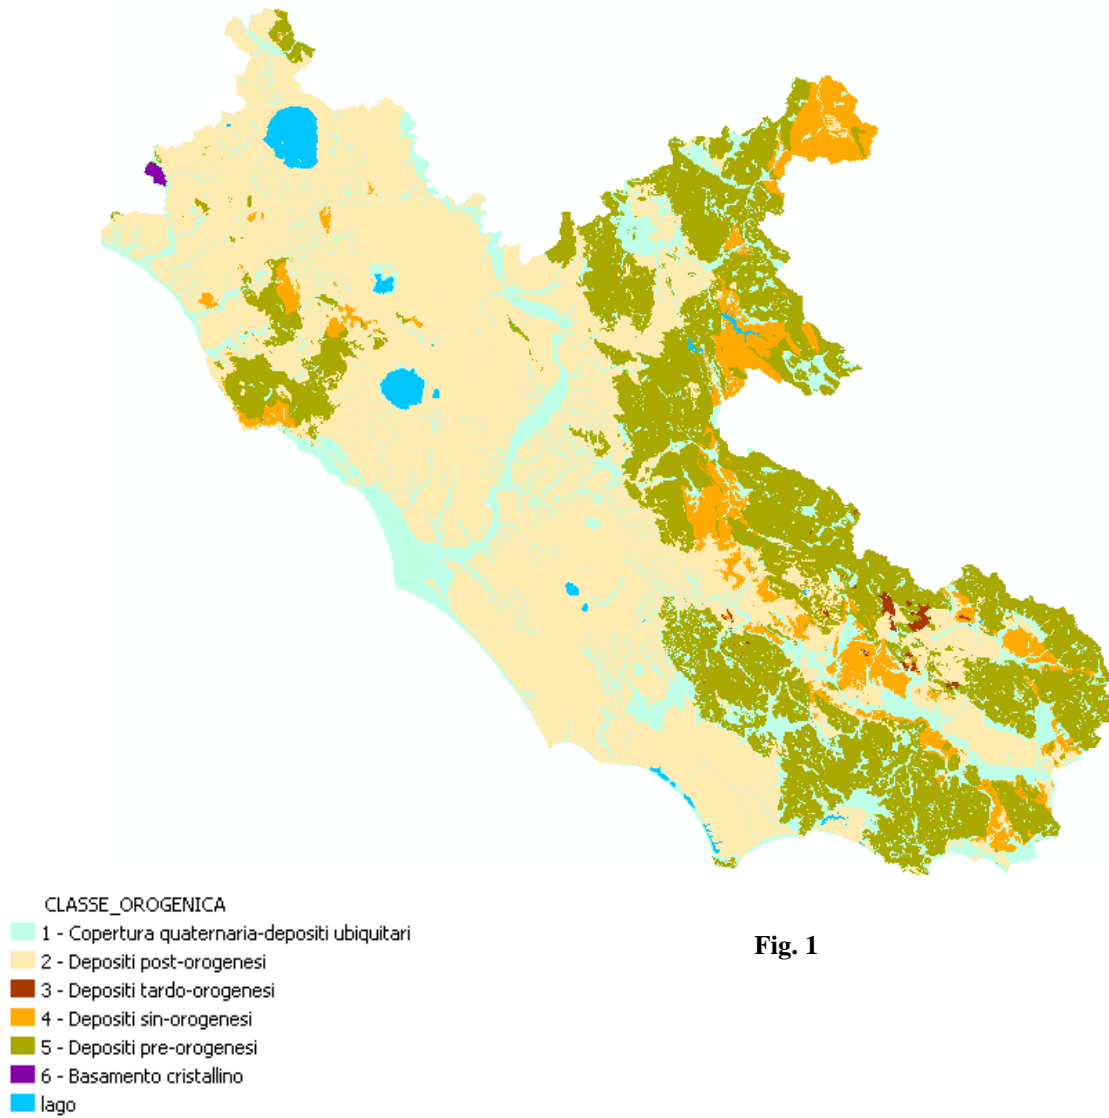 CLASSE_OROGENICA
1 - Copertura quaternaria-depositi ubiquitari
2 - Depositi post-orogenesi
3 - Depositi tardo-orogenesi
4 - Depositi sin-orogenesi
5 - Depositi pre-orogenesi
6 - Basamento cristallino
lago
Fig. 1